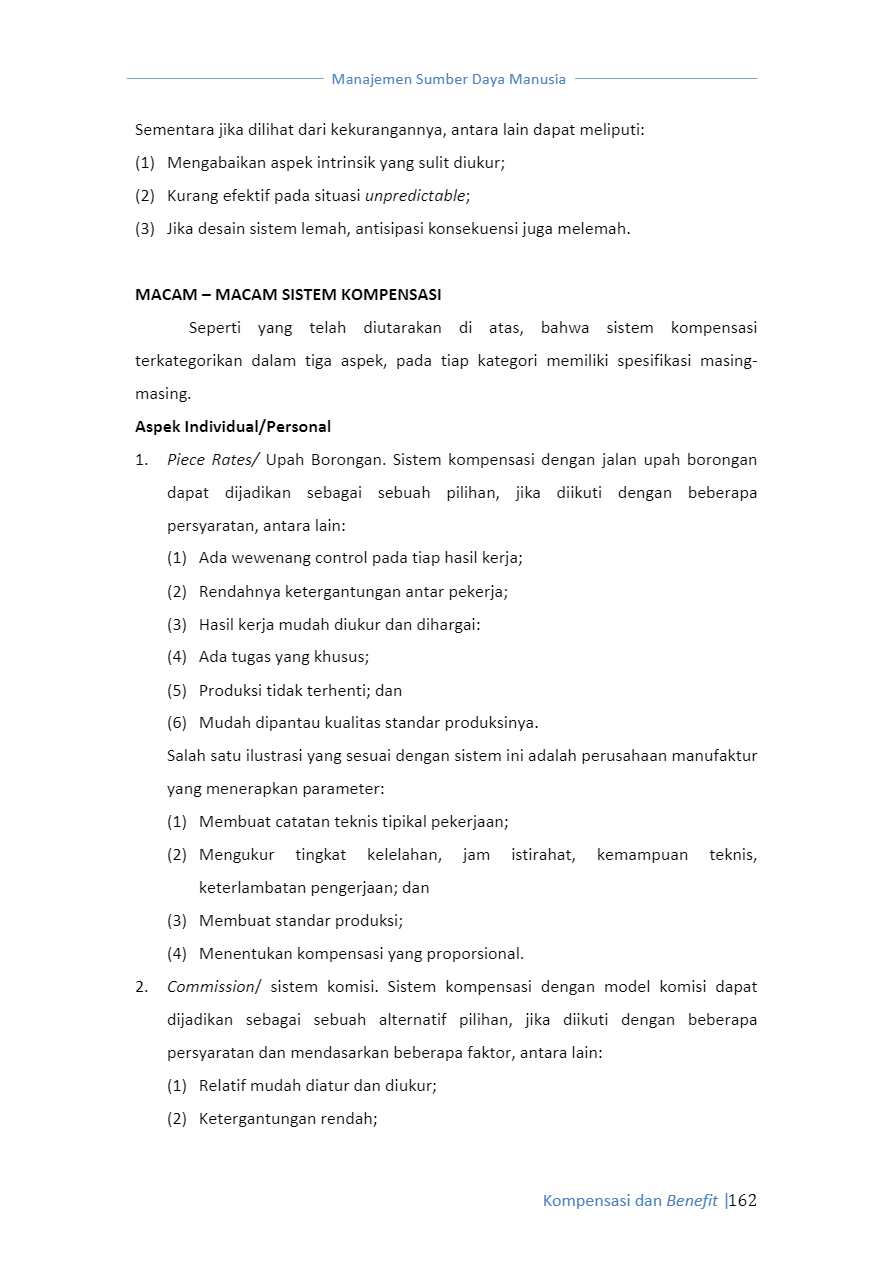 Manajemen Sumber Daya Manusia
Sementara jika dilihat dari kekurangannya, antara lain dapat meliputi:
(1) Mengabaikan aspek intrinsik yang sulit diukur;
(2) Kurang efektif pada situasi unpredictable;
(3) Jika desain sistem lemah, antisipasi konsekuensi juga melemah.
MACAM – MACAM SISTEM KOMPENSASI
Seperti yang telah diutarakan di atas, bahwa sistem kompensasi
terkategorikan dalam tiga aspek, pada tiap kategori memiliki spesifikasi masing-
masing.
Aspek Individual/Personal
1. Piece Rates/ Upah Borongan. Sistem kompensasi dengan jalan upah borongan
dapat dijadikan sebagai sebuah pilihan, jika diikuti dengan beberapa
persyaratan, antara lain:
(1) Ada wewenang control pada tiap hasil kerja;
(2) Rendahnya ketergantungan antar pekerja;
(3) Hasil kerja mudah diukur dan dihargai:
(4) Ada tugas yang khusus;
(5) Produksi tidak terhenti; dan
(6) Mudah dipantau kualitas standar produksinya.
Salah satu ilustrasi yang sesuai dengan sistem ini adalah perusahaan manufaktur
yang menerapkan parameter:
(1) Membuat catatan teknis tipikal pekerjaan;
(2) Mengukur tingkat kelelahan, jam istirahat, kemampuan teknis,
keterlambatan pengerjaan; dan
(3) Membuat standar produksi;
(4) Menentukan kompensasi yang proporsional.
2. Commission/ sistem komisi. Sistem kompensasi dengan model komisi dapat
dijadikan sebagai sebuah alternatif pilihan, jika diikuti dengan beberapa
persyaratan dan mendasarkan beberapa faktor, antara lain:
(1) Relatif mudah diatur dan diukur;
(2) Ketergantungan rendah;
Kompensasi dan Benefit |162